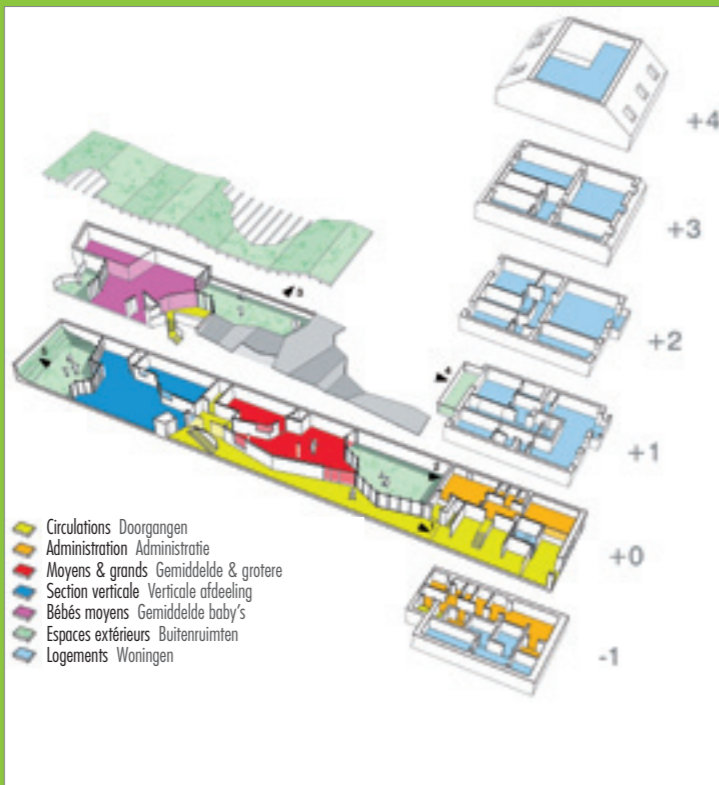 +4
+3
+2
+1
+0
-1
Circulations Doorgangen
Administration Administratie
Moyens & grands Gemiddelde & grotere
Section verticale Verticale afdeeling
Bébés moyens Gemiddelde baby's
Espaces extérieurs Buitenruimten
Logements Woningen